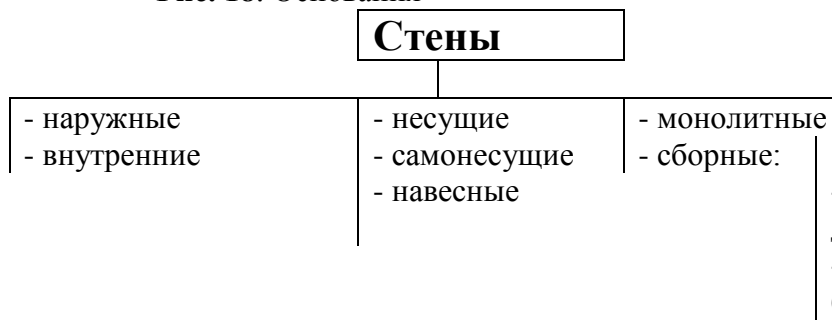 Стены
- наружные
- внутренние
- несущие
- самонесущие
- навесные
- монолитные
- сборные: